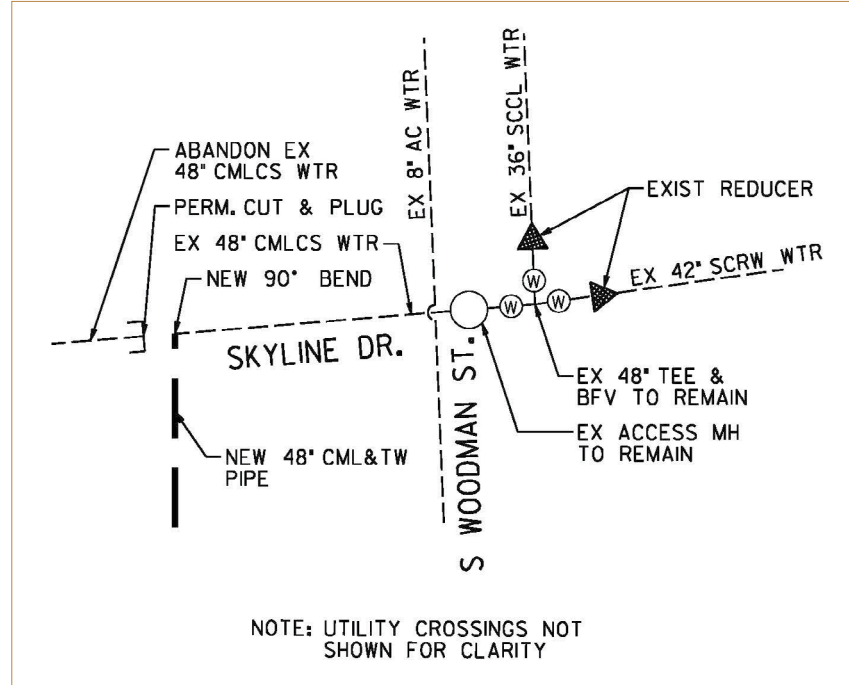 ABANDON EX
48" CMLCS WTR
PERM. CUT & PLUG
EX 48" CMLCS WTR
NEW 90° BEND
EX 8" AC WTR
EX 36" SCCL WTR
EXIST REDUCER
EX 42" SCRW WTR
W
W
W
SKYLINE DR.
S WOODMAN ST.
EX 48" TEE &
BFV TO REMAIN
EX ACCESS MH
TO REMAIN
NEW 48" CML&TW
PIPE
NOTE: UTILITY CROSSINGS NOT
SHOWN FOR CLARITY